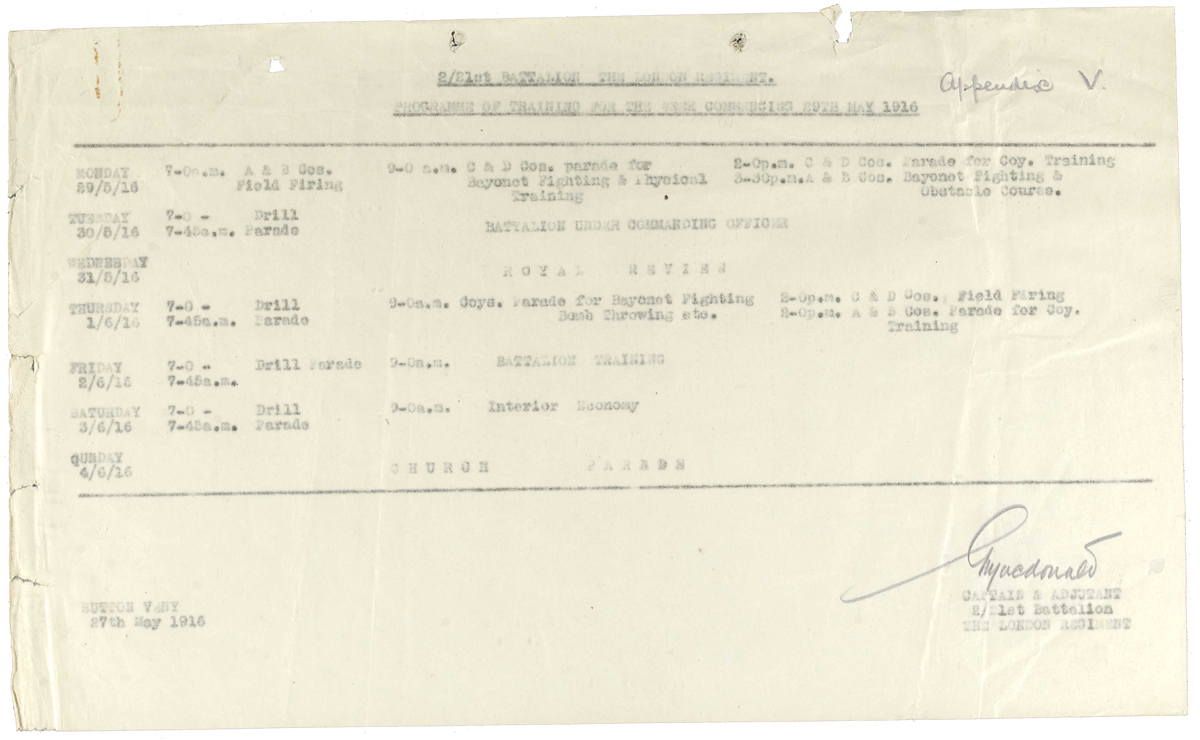 2/21st BATTALION THE LONDON REGIMENT.
Appendix V.
PROGRAMME OF TRAINING FOR THE WEEK COMMENCING 29TH MAY 1916
MONDAY 7-0a.m. A & B Cos. 9-0 a.m. C & D Cos. parade for 2-0p.m. C & D Cos. Parade for Coy. Training
29/5/16 Field Firing Bayonet Fighting & Physical 3-30p.m.A & B Cos. Bayonet Fighting &
Training Obstacle Course.
TUESDAY 7-0 - Drill
30/5/16 7-45a.m. Parade BATTALION UNDER COMMANDING OFFICER
WEDNESDAY
31/5/16 ROYAL REVIEW
THURSDAY 7-0 - Drill 9-0a.m. Coys. Parade for Bayonet Fighting 2-0p.m. C & D Cos. Field Firing
1/6/16 7-45a.m. Parade Bomb Throwing etc. 2-0p.m. A & B Cos. Parade for Coy.
Training
FRIDAY 7-0 - Drill Parade 9-0a.m. BATTALION TRAINING
2/6/16 7-45a.m.
SATURDAY 7-0 - Drill 9-0a.m. Interior Economy
3/6/16 7-45a.m. Parade
QUNDAY
4/6/16 CHURCH PARADE
Macdonald
SUTTON VENY CAPTAIN & ADJUTANT
27th May 1916 2/21st Battalion
THE LONDON REGIMENT